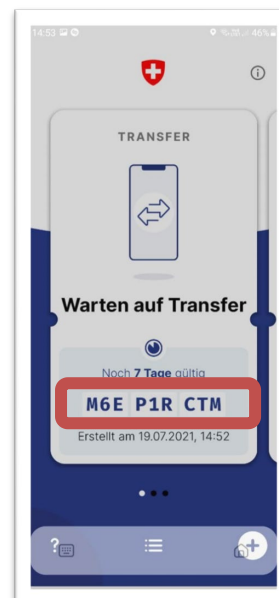 14:53
46%
TRANSFER
Warten auf Transfer
Noch 7 Tage gültig
M6E P1R CTM
Erstellt am 19.07.2021, 14:52
?